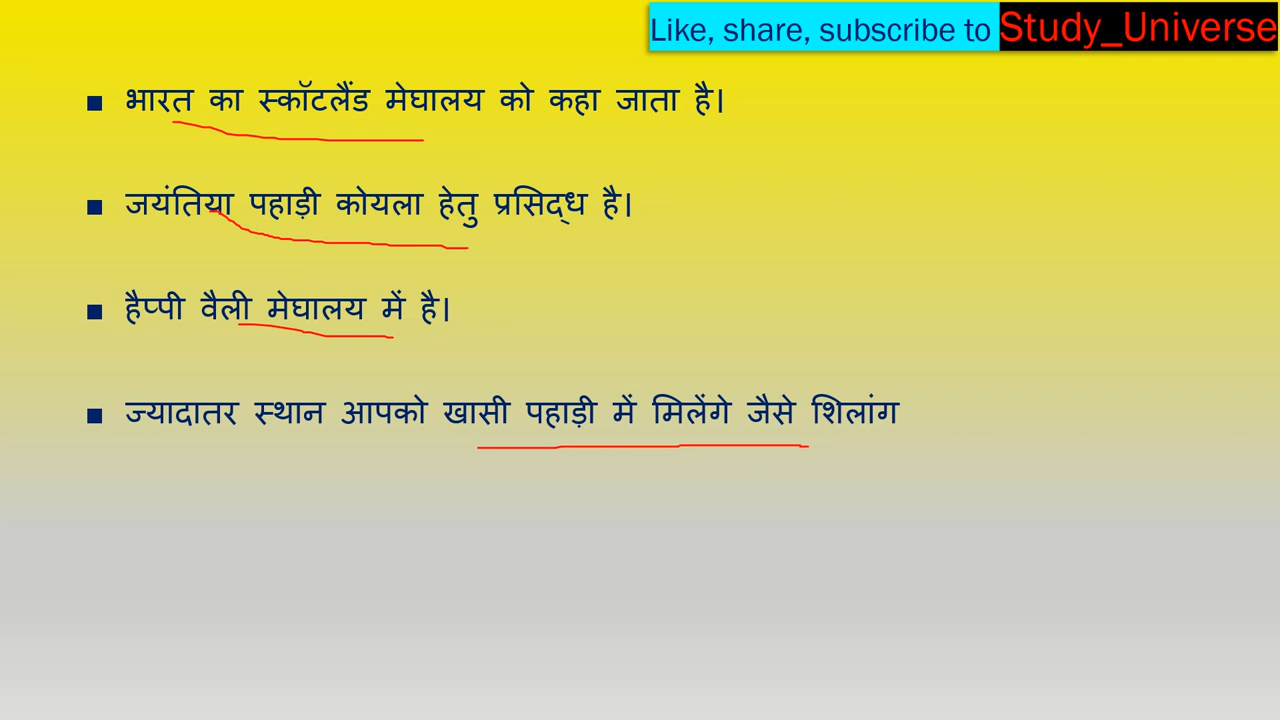 Like, share, subscribe to Study_Universe
▪ भारत का स्कॉटलैंड मेघालय को कहा जाता है।
▪ जयंतिया पहाड़ी कोयला हेतु प्रसिद्ध है।
▪ हैप्पी वैली मेघालय में है।
▪ ज्यादातर स्थान आपको खासी पहाड़ी में मिलेंगे जैसे शिलांग